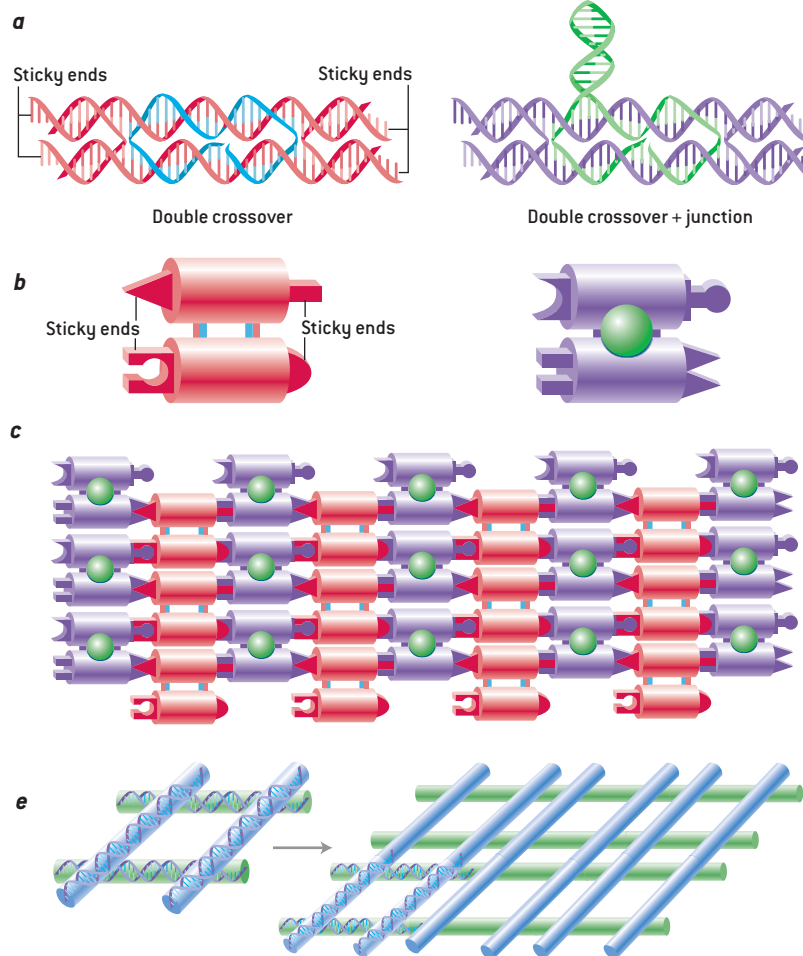 a
Sticky ends
Sticky ends
Double crossover
Double crossover + junction
b
Sticky ends
Sticky ends
c
e